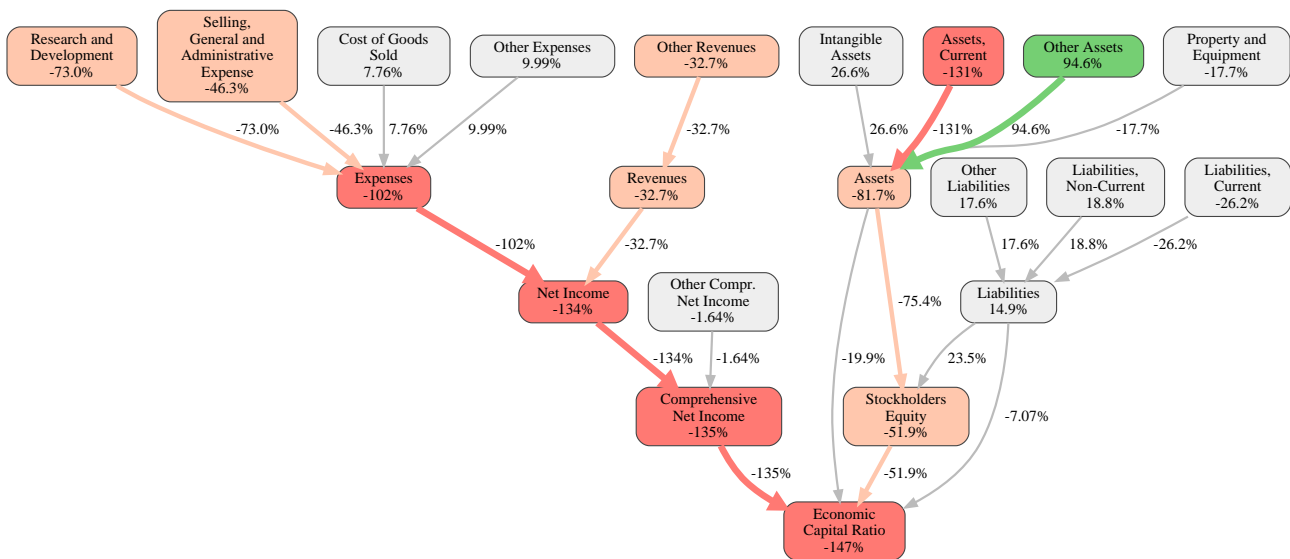 Research and
Development
-73.0%
Selling,
General and
Administrative
Expense
-46.3%
Cost of Goods
Sold
7.76%
Other Expenses
9.99%
Other Revenues
-32.7%
Intangible
Assets
26.6%
Assets,
Current
-131%
Other Assets
94.6%
Property and
Equipment
-17.7%
-73.0%
-46.3%
7.76%
9.99%
-32.7%
26.6%
-131%
94.6%
-17.7%
Expenses
-102%
Revenues
-32.7%
Assets
-81.7%
Other
Liabilities
17.6%
Liabilities,
Non-Current
18.8%
Liabilities,
Current
-26.2%
-102%
-32.7%
17.6%
18.8%
-26.2%
Net Income
-134%
Other Compr.
Net Income
-1.64%
-75.4%
Liabilities
14.9%
-134%
-1.64%
-19.9%
23.5%
Comprehensive
Net Income
-135%
Stockholders
Equity
-51.9%
-7.07%
-135%
-51.9%
Economic
Capital Ratio
-147%